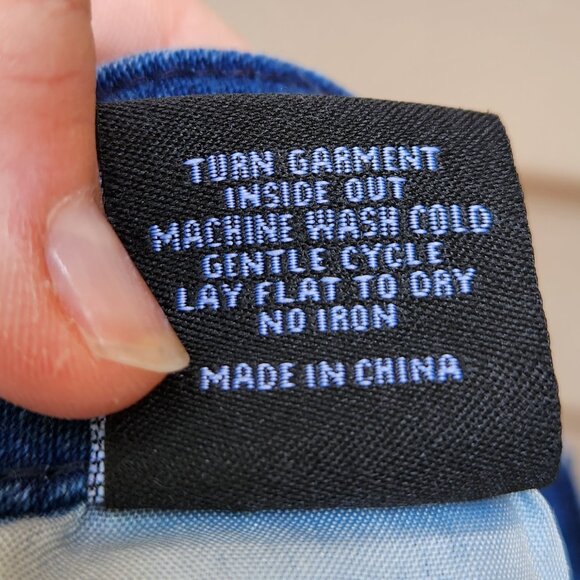 TURN GARMENT
INSIDE OUT
MACHINE WASH COLD
GENTLE CYCLE
LAY FLAT TO DRY
NO IRON
MADE IN CHINA